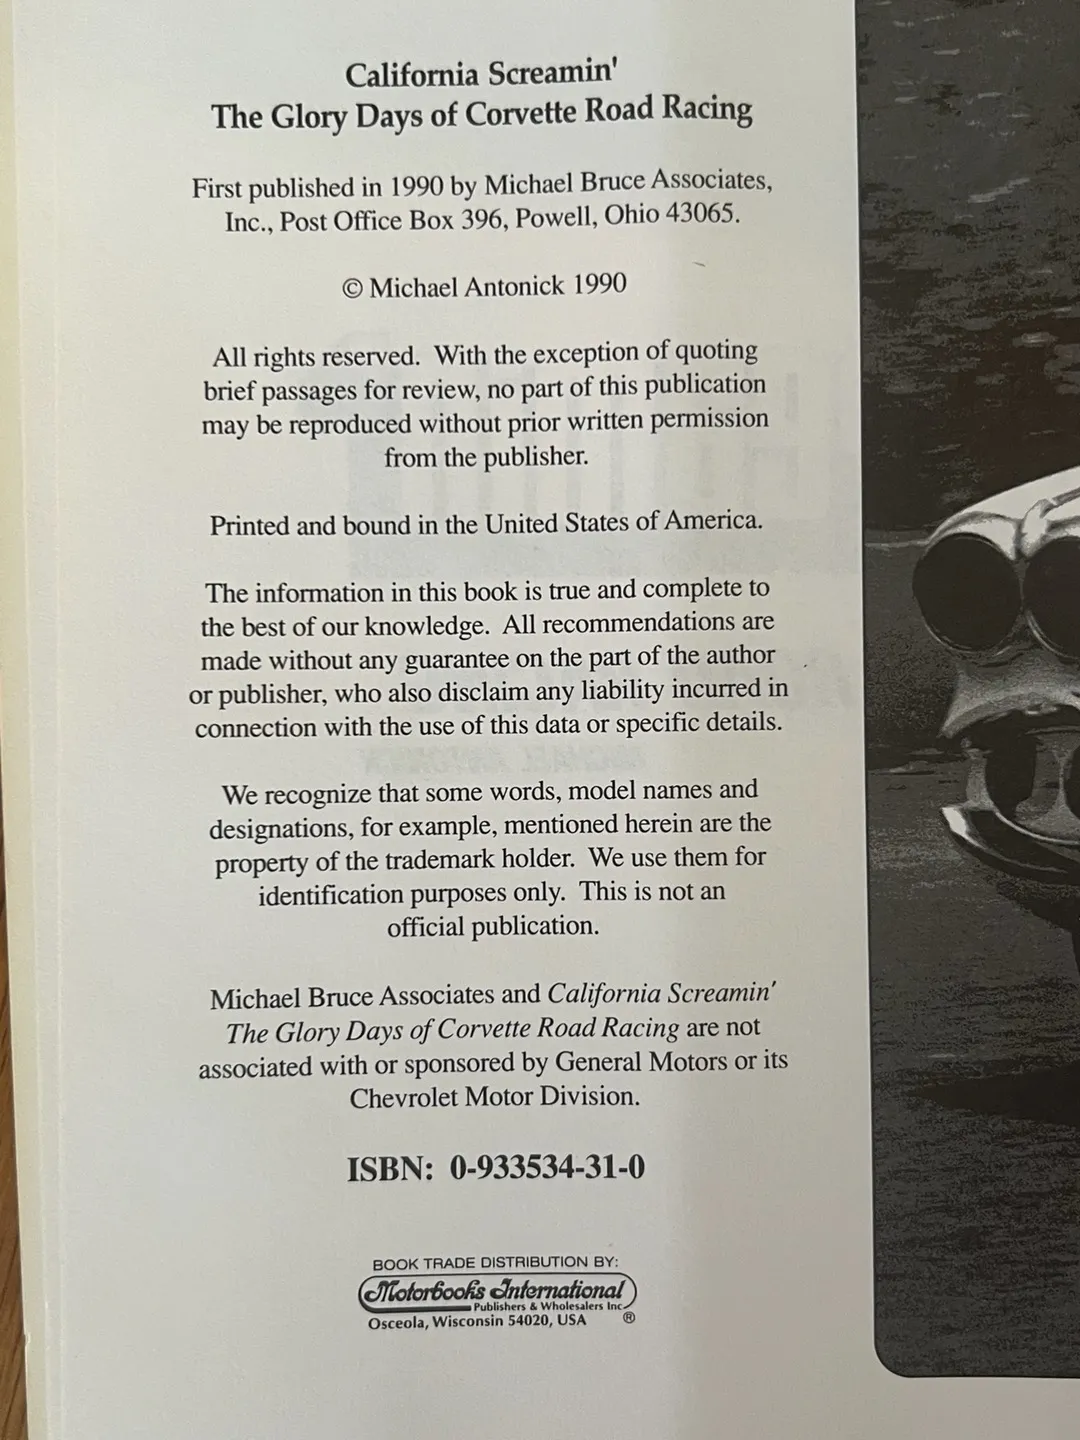 California Screamin'
The Glory Days of Corvette Road Racing
First published in 1990 by Michael Bruce Associates,
Inc., Post Office Box 396, Powell, Ohio 43065.
© Michael Antonick 1990
All rights reserved.  With the exception of quoting
brief passages for review, no part of this publication
may be reproduced without prior written permission
from the publisher.
Printed and bound in the United States of America.
The information in this book is true and complete to
the best of our knowledge.  All recommendations are
made without any guarantee on the part of the author
or publisher, who also disclaim any liability incurred in
connection with the use of this data or specific details.
We recognize that some words, model names and
designations, for example, mentioned herein are the
property of the trademark holder.  We use them for
identification purposes only.  This is not an
official publication.
Michael Bruce Associates and California Screamin'
The Glory Days of Corvette Road Racing are not
associated with or sponsored by General Motors or its
Chevrolet Motor Division.
ISBN:  0-933534-31-0
BOOK TRADE DISTRIBUTION BY:
Motorbooks International
Publishers & Wholesalers Inc
Osceola, Wisconsin 54020, USA ®